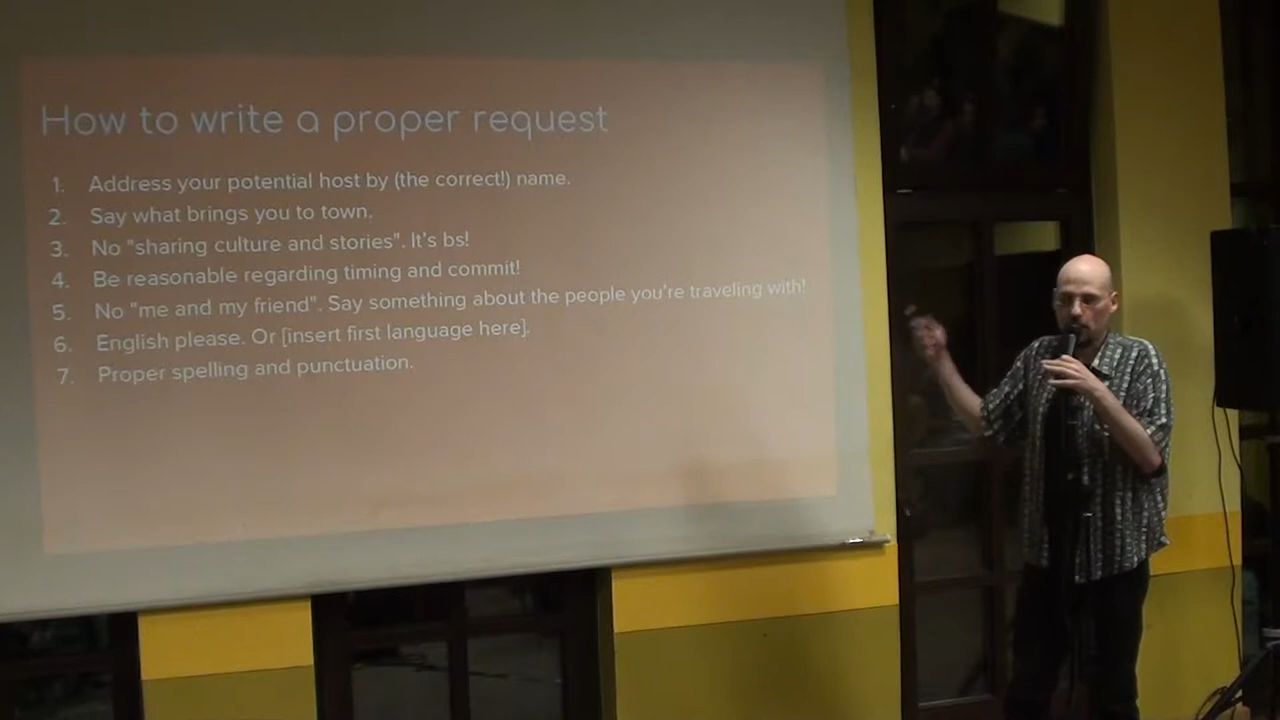 How to write a proper request
1. Address your potential host by (the correct!) name.
2. Say what brings you to town.
3. No "sharing culture and stories". It's bs!
4. Be reasonable regarding timing and commit!
5. No "me and my friend". Say something about the people you're traveling with!
6. English please. Or [insert first language here].
7. Proper spelling and punctuation.